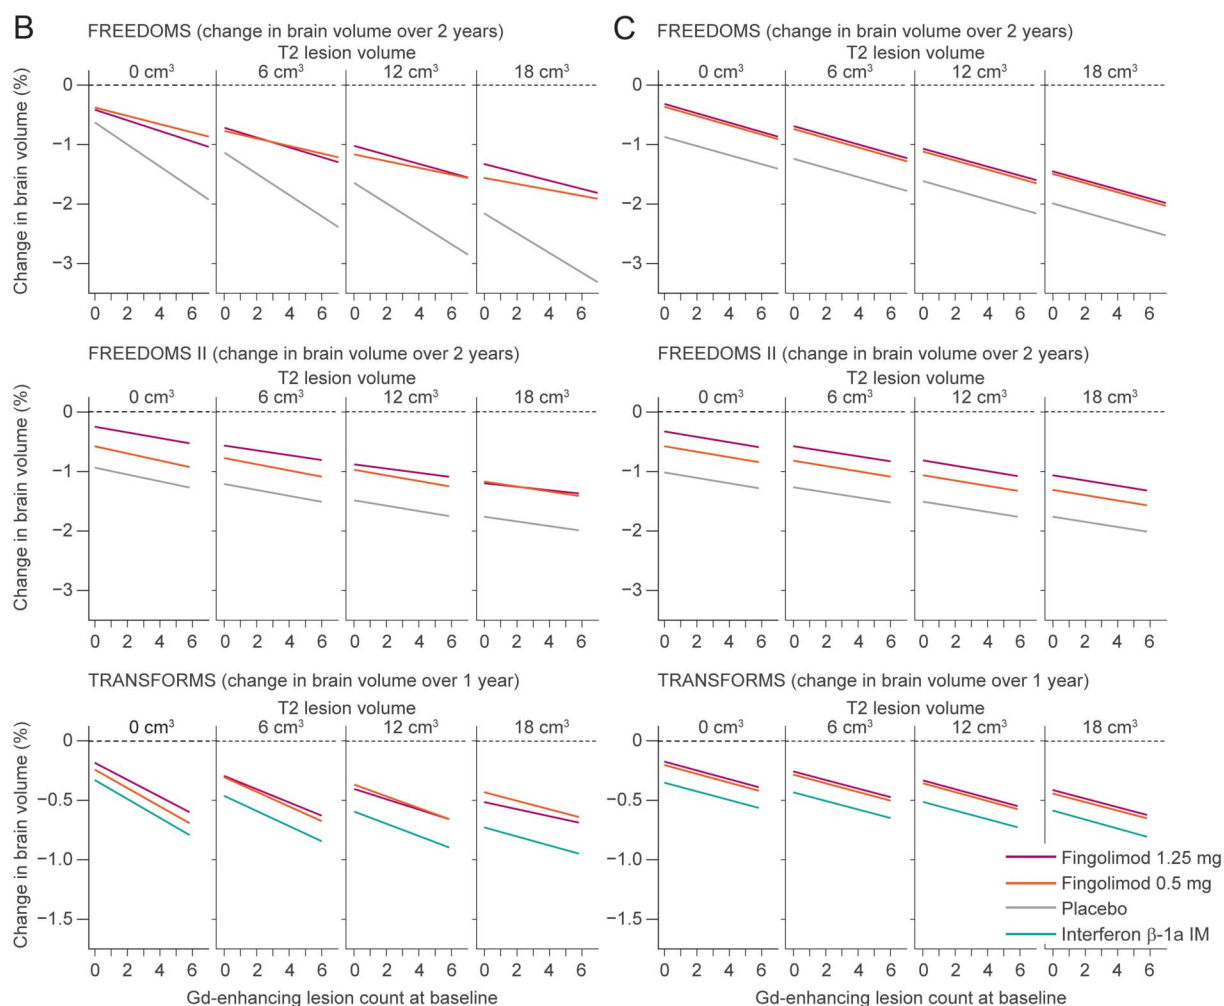 B
FREEDOMS (change in brain volume over 2 years)
T2 lesion volume
0 cm³ 6 cm³ 12 cm³ 18 cm³
Change in brain volume (%)
0
−1
−2
−3
0 2 4 6 0 2 4 6 0 2 4 6 0 2 4 6
C
FREEDOMS (change in brain volume over 2 years)
T2 lesion volume
0 cm³ 6 cm³ 12 cm³ 18 cm³
0
−1
−2
−3
0 2 4 6 0 2 4 6 0 2 4 6 0 2 4 6
FREEDOMS II (change in brain volume over 2 years)
T2 lesion volume
0 cm³ 6 cm³ 12 cm³ 18 cm³
Change in brain volume (%)
0
−1
−2
−3
0 2 4 6 0 2 4 6 0 2 4 6 0 2 4 6
FREEDOMS II (change in brain volume over 2 years)
T2 lesion volume
0 cm³ 6 cm³ 12 cm³ 18 cm³
0
−1
−2
−3
0 2 4 6 0 2 4 6 0 2 4 6 0 2 4 6
TRANSFORMS (change in brain volume over 1 year)
T2 lesion volume
0 cm³ 6 cm³ 12 cm³ 18 cm³
Change in brain volume (%)
0
−0.5
−1.0
−1.5
0 2 4 6 0 2 4 6 0 2 4 6 0 2 4 6
Gd-enhancing lesion count at baseline
TRANSFORMS (change in brain volume over 1 year)
T2 lesion volume
0 cm³ 6 cm³ 12 cm³ 18 cm³
0
−0.5
−1.0
−1.5
Fingolimod 1.25 mg
Fingolimod 0.5 mg
Placebo
Interferon β-1a IM
0 2 4 6 0 2 4 6 0 2 4 6 0 2 4 6
Gd-enhancing lesion count at baseline